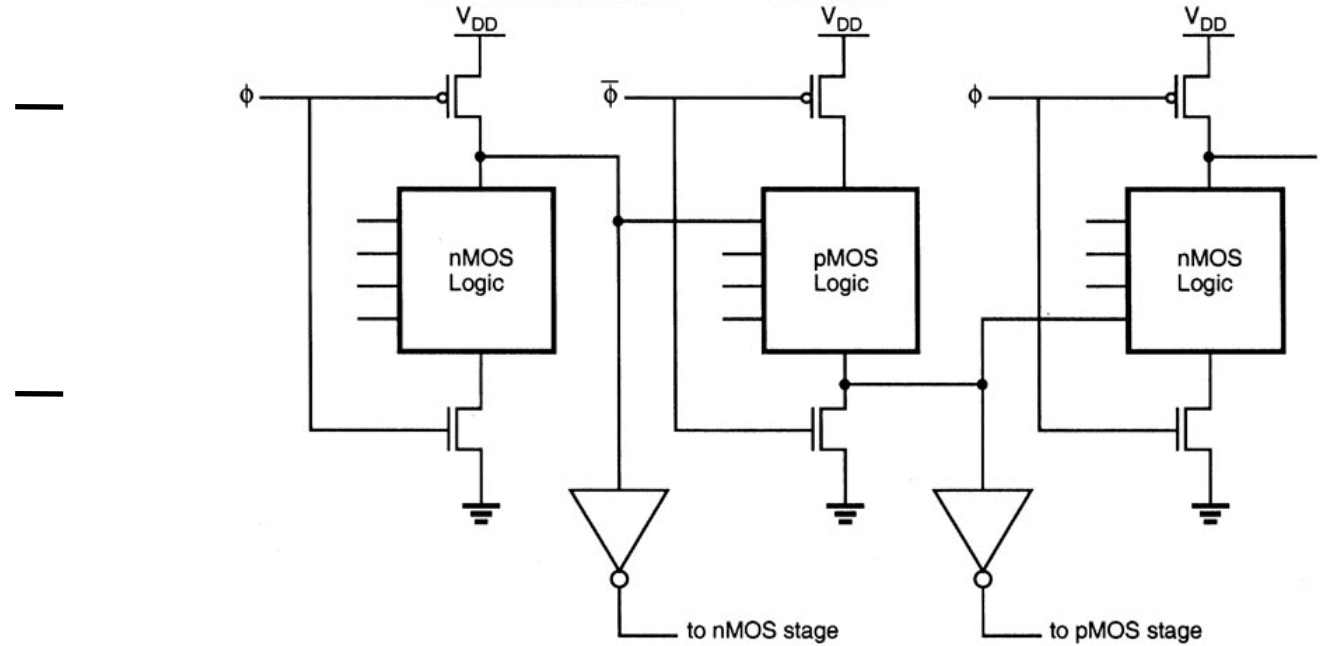 V_DD V_DD V_DD
ϕ ϕ̅ ϕ
nMOS Logic
pMOS Logic
nMOS Logic
to nMOS stage
to pMOS stage